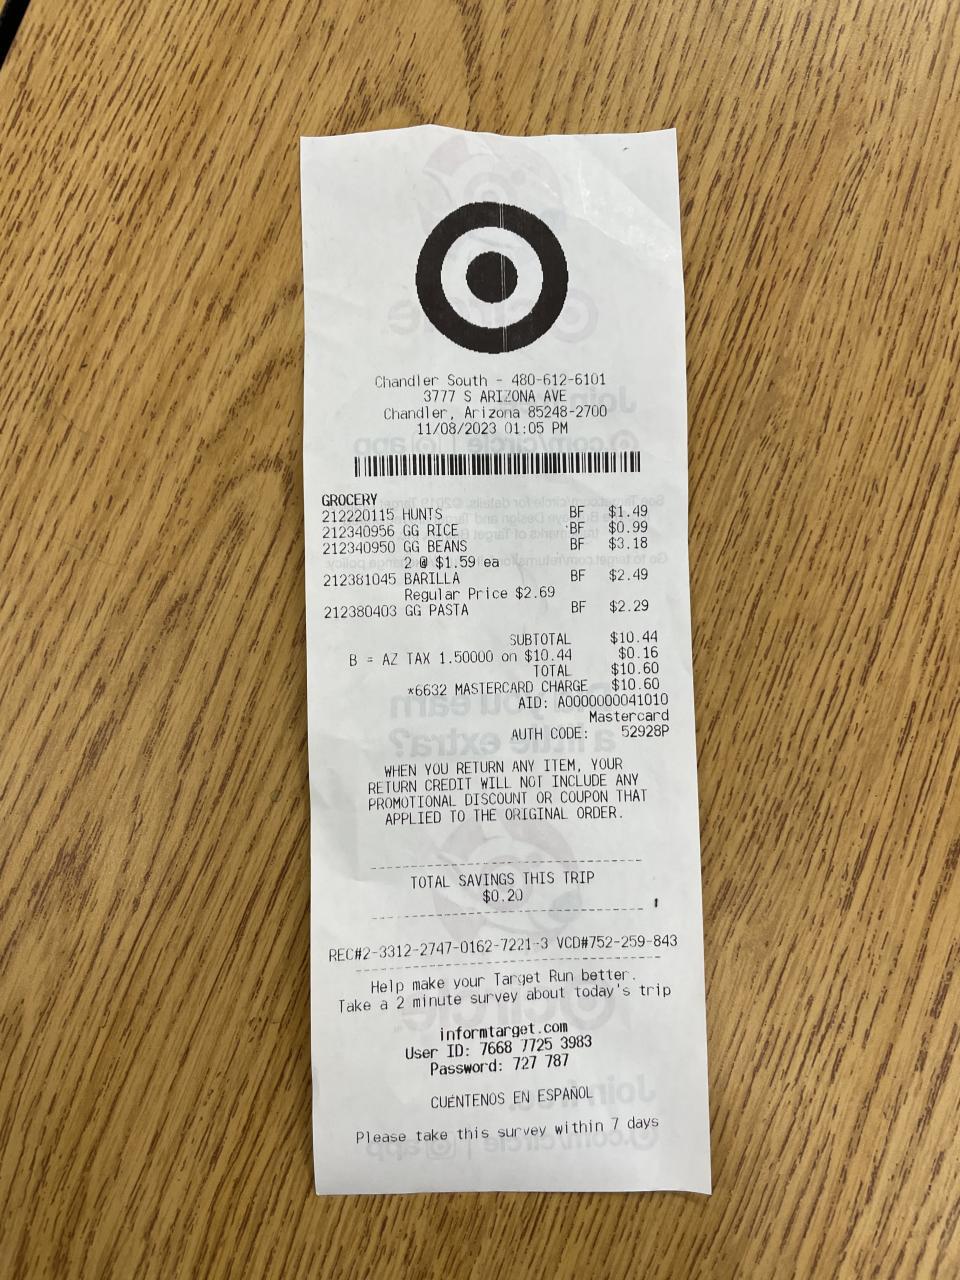 Chandler South - 480-612-6101
3777 S ARIZONA AVE
Chandler, Arizona 85248-2700
11/08/2023 01:05 PM
GROCERY
212220115 HUNTS BF $1.49
212340956 GG RICE BF $0.99
212340950 GG BEANS BF $3.18
2 @ $1.59 ea
212381045 BARILLA BF $2.49
Regular Price $2.69
212380403 GG PASTA BF $2.29
SUBTOTAL $10.44
B = AZ TAX 1.50000 on $10.44 $0.16
TOTAL $10.60
*6632 MASTERCARD CHARGE $10.60
AID: A0000000041010
Mastercard
AUTH CODE: 52928P
WHEN YOU RETURN ANY ITEM, YOUR
RETURN CREDIT WILL NOT INCLUDE ANY
PROMOTIONAL DISCOUNT OR COUPON THAT
APPLIED TO THE ORIGINAL ORDER.
TOTAL SAVINGS THIS TRIP
$0.20
REC#2-3312-2747-0162-7221-3 VCD#752-259-843
Help make your Target Run better.
Take a 2 minute survey about today's trip
informtarget.com
User ID: 7668 7725 3983
Password: 727 787
CUÉNTENOS EN ESPAÑOL
Please take this survey within 7 days